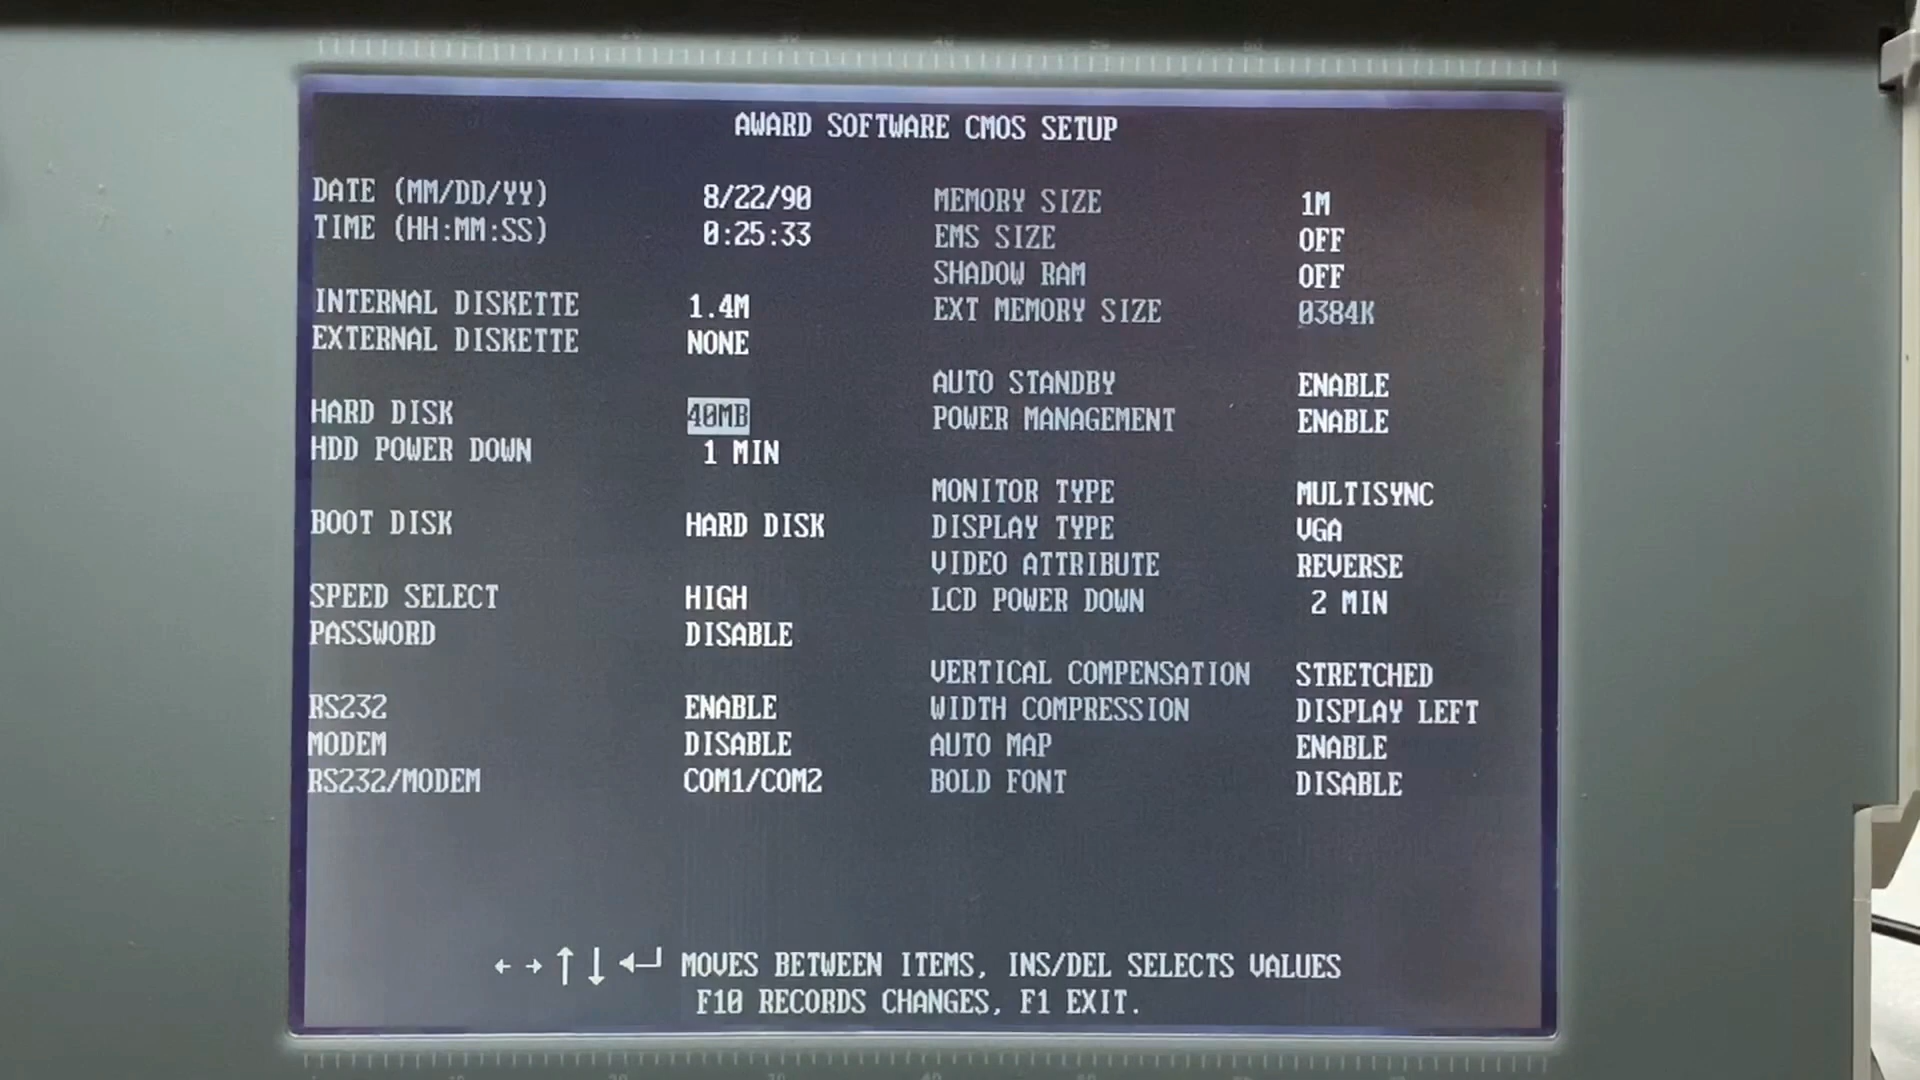 AWARD SOFTWARE CMOS SETUP
DATE (MM/DD/YY) 8/22/90
TIME (HH:MM:SS) 0:25:33
INTERNAL DISKETTE 1.4M
EXTERNAL DISKETTE NONE
HARD DISK 40MB
HDD POWER DOWN 1 MIN
BOOT DISK HARD DISK
SPEED SELECT HIGH
PASSWORD DISABLE
RS232 ENABLE
MODEM DISABLE
RS232/MODEM COM1/COM2
MEMORY SIZE 1M
EMS SIZE OFF
SHADOW RAM OFF
EXT MEMORY SIZE 0384K
AUTO STANDBY ENABLE
POWER MANAGEMENT ENABLE
MONITOR TYPE MULTISYNC
DISPLAY TYPE VGA
VIDEO ATTRIBUTE REVERSE
LCD POWER DOWN 2 MIN
VERTICAL COMPENSATION STRETCHED
WIDTH COMPRESSION DISPLAY LEFT
AUTO MAP ENABLE
BOLD FONT DISABLE
←→↑↓↵ MOVES BETWEEN ITEMS, INS/DEL SELECTS VALUES
F10 RECORDS CHANGES, F1 EXIT.